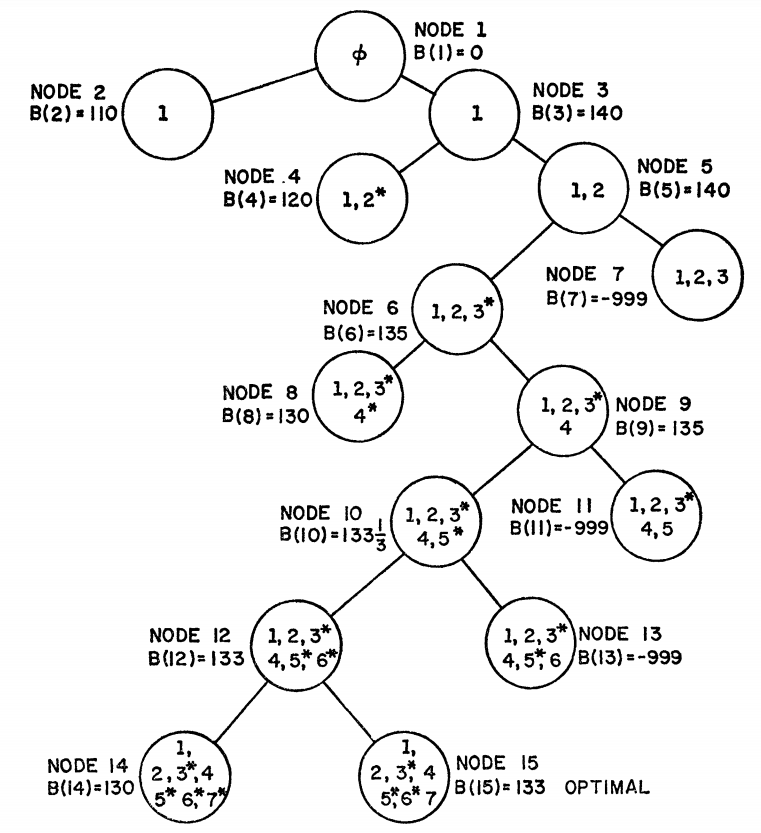 NODE 1
B(1)=0
ϕ
NODE 2
B(2)=110
1
NODE 3
B(3)=140
1
NODE .4
B(4)=120
1, 2*
NODE 5
B(5)=140
1, 2
NODE 6
B(6)=135
1, 2, 3*
NODE 7
B(7)=-999
1, 2, 3
NODE 8
B(8)=130
1, 2, 3*
4*
NODE 9
B(9)=135
1, 2, 3*
4
NODE 10
B(10)=133 1/3
1, 2, 3*
4, 5*
NODE 11
B(11)=-999
1, 2, 3*
4, 5
NODE 12
B(12)=133
1, 2, 3*
4, 5,* 6*
NODE 13
B(13)=-999
1, 2, 3*
4, 5,* 6
NODE 14
B(14)=130
1,
2, 3,* 4
5* 6,* 7*
NODE 15
B(15)=133 OPTIMAL
1,
2, 3,* 4
5,* 6* 7